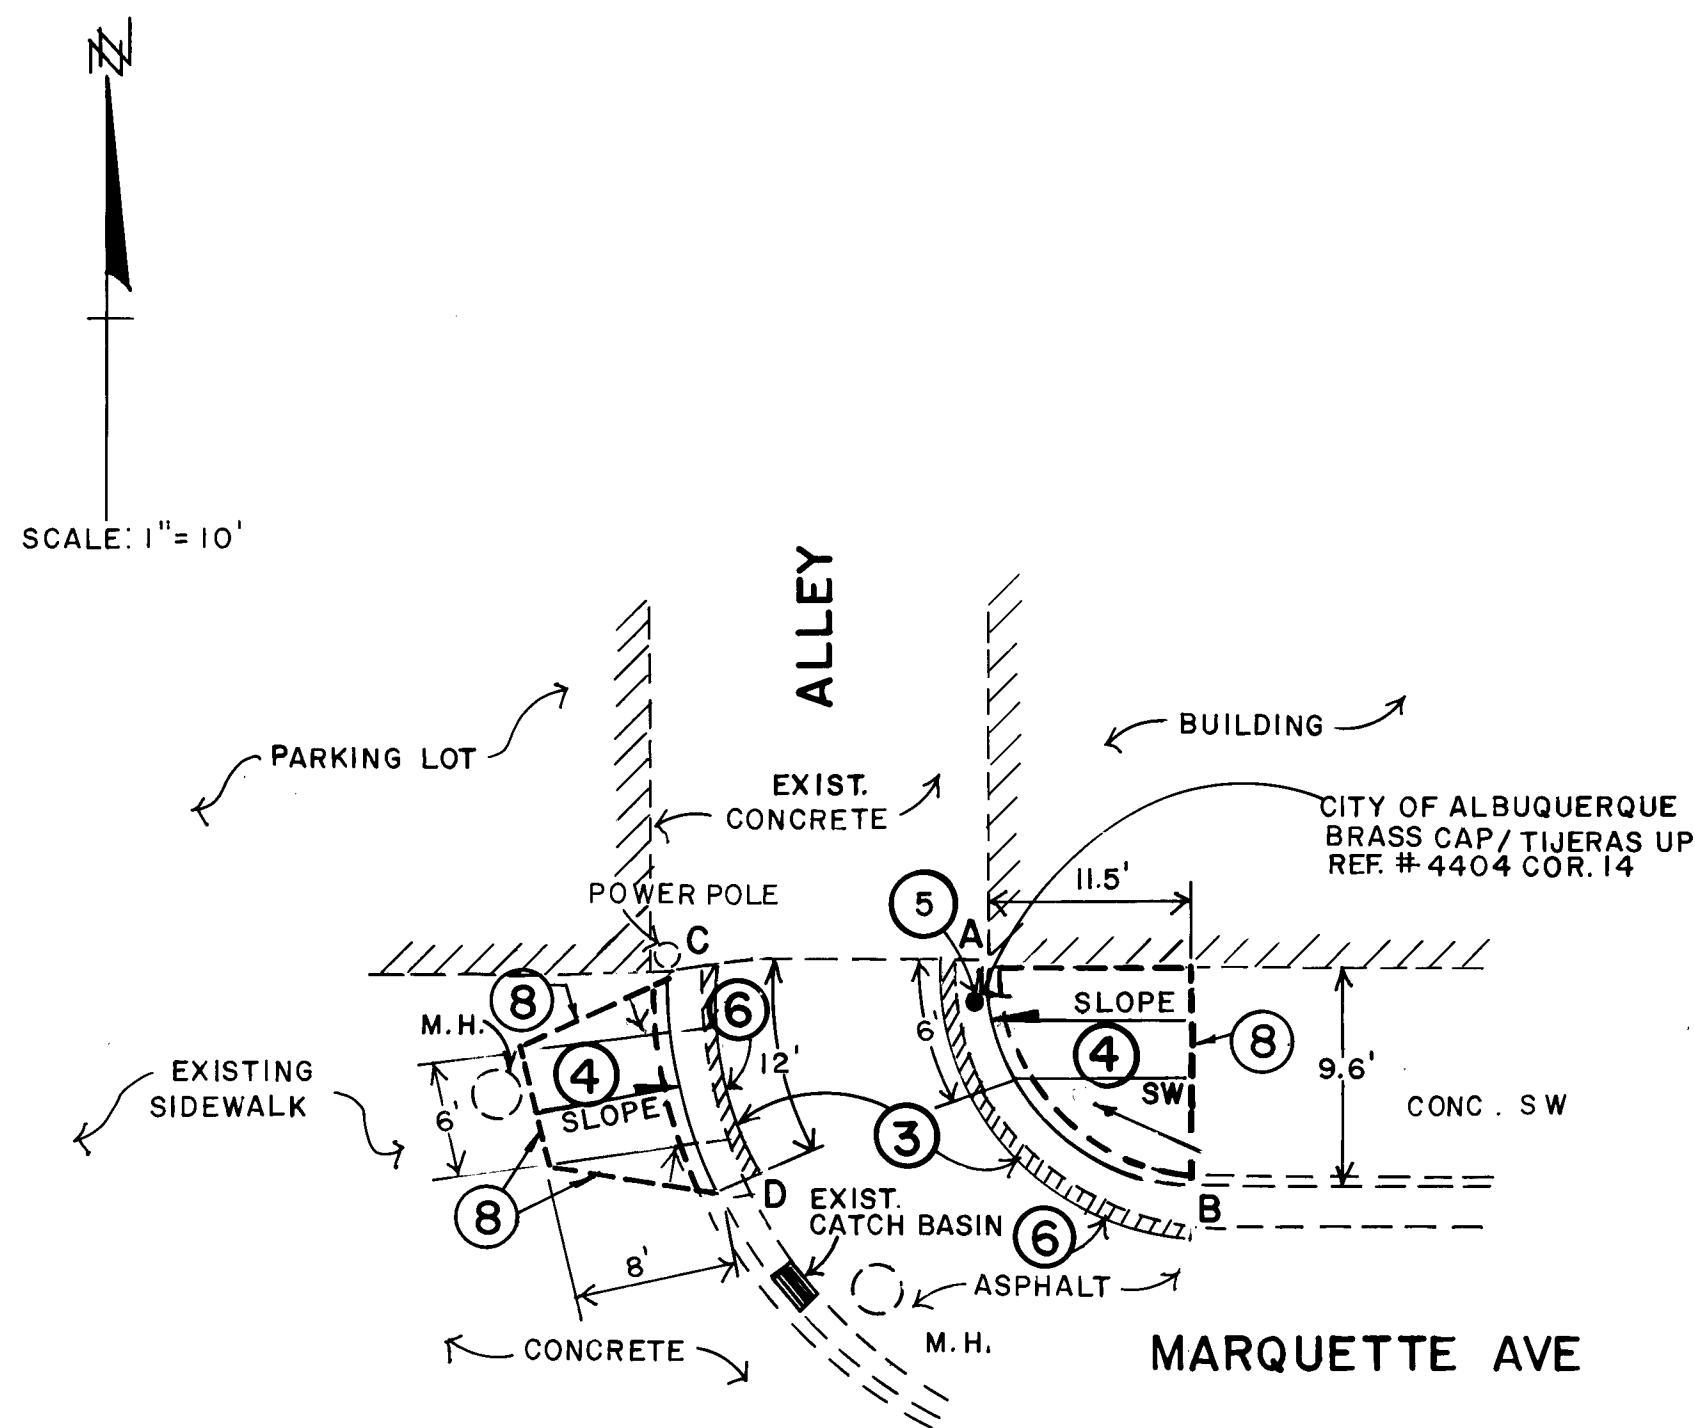 N
SCALE: 1"= 10'
ALLEY
BUILDING
PARKING LOT
EXIST.
CONCRETE
CITY OF ALBUQUERQUE
BRASS CAP/ TIJERAS UP
REF. # 4404 COR. 14
11.5'
POWER POLE
5
A
C
8
6
M.H.
SLOPE
4
8
6'
12'
9.6'
4
SLOPE
EXISTING
SIDEWALK
6'
SW
CONC. SW
3
8
D
B
EXIST.
CATCH BASIN
6
8'
ASPHALT
M.H.
CONCRETE
MARQUETTE AVE